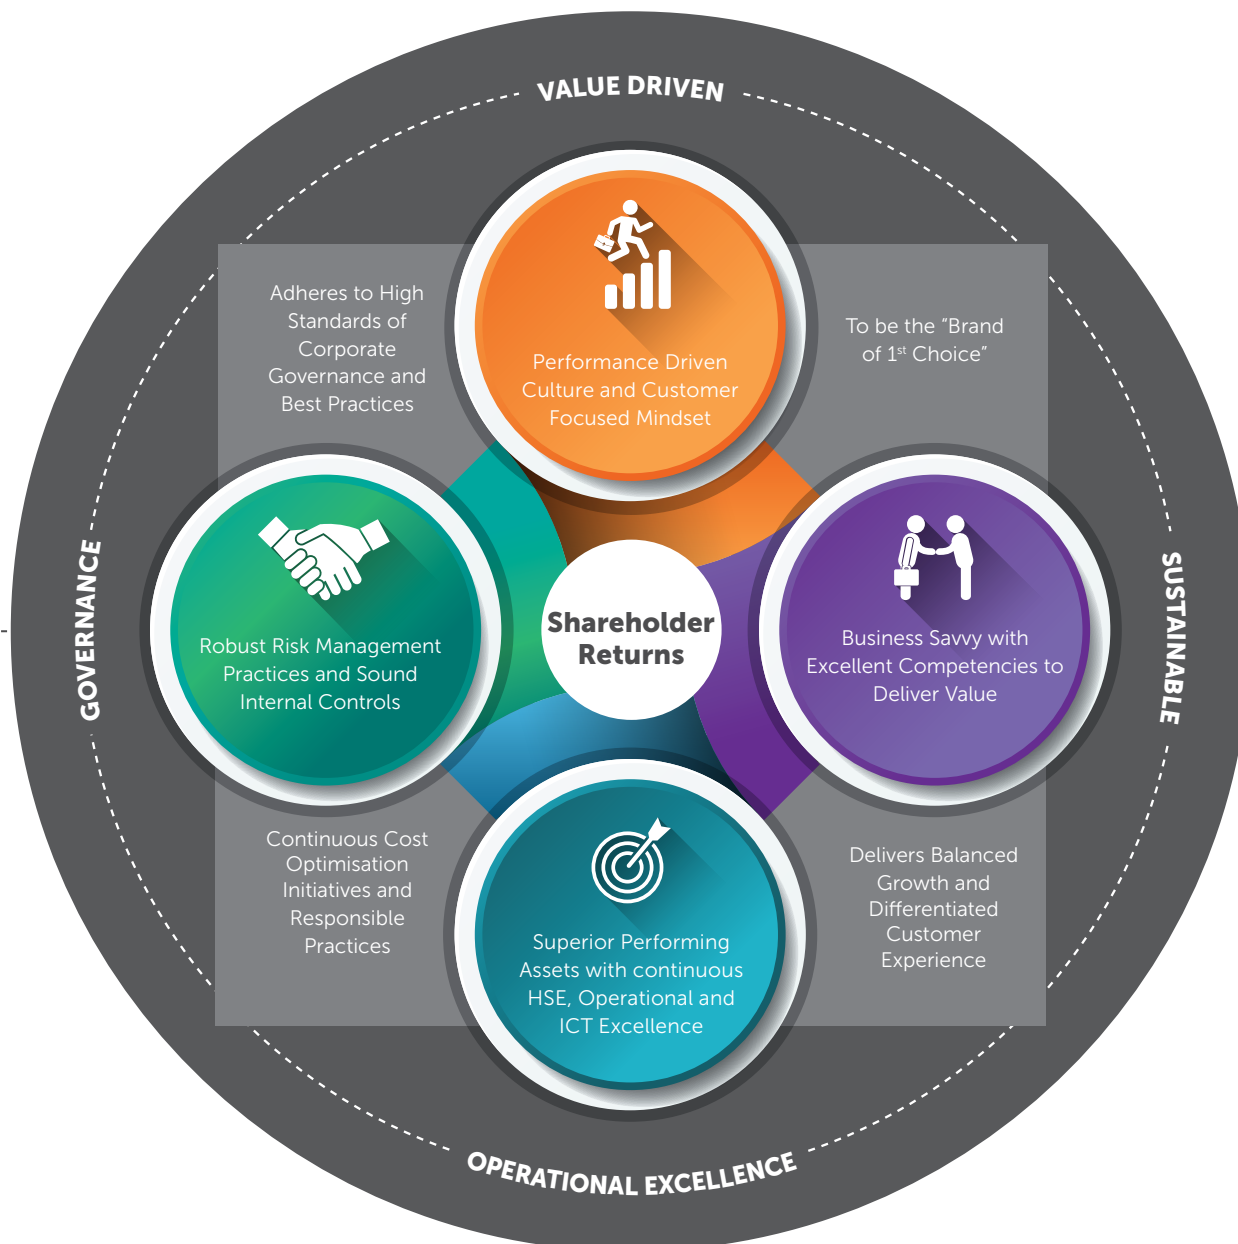 VALUE DRIVEN
Adheres to High
Standards of
Corporate
Governance and
Best Practices
Performance Driven
Culture and Customer
Focused Mindset
To be the “Brand
of 1st Choice”
GOVERNANCE
Robust Risk Management
Practices and Sound
Internal Controls
Shareholder
Returns
Business Savvy with
Excellent Competencies to
Deliver Value
SUSTAINABLE
Continuous Cost
Optimisation
Initiatives and
Responsible
Practices
Superior Performing
Assets with continuous
HSE, Operational and
ICT Excellence
Delivers Balanced
Growth and
Differentiated
Customer
Experience
OPERATIONAL EXCELLENCE